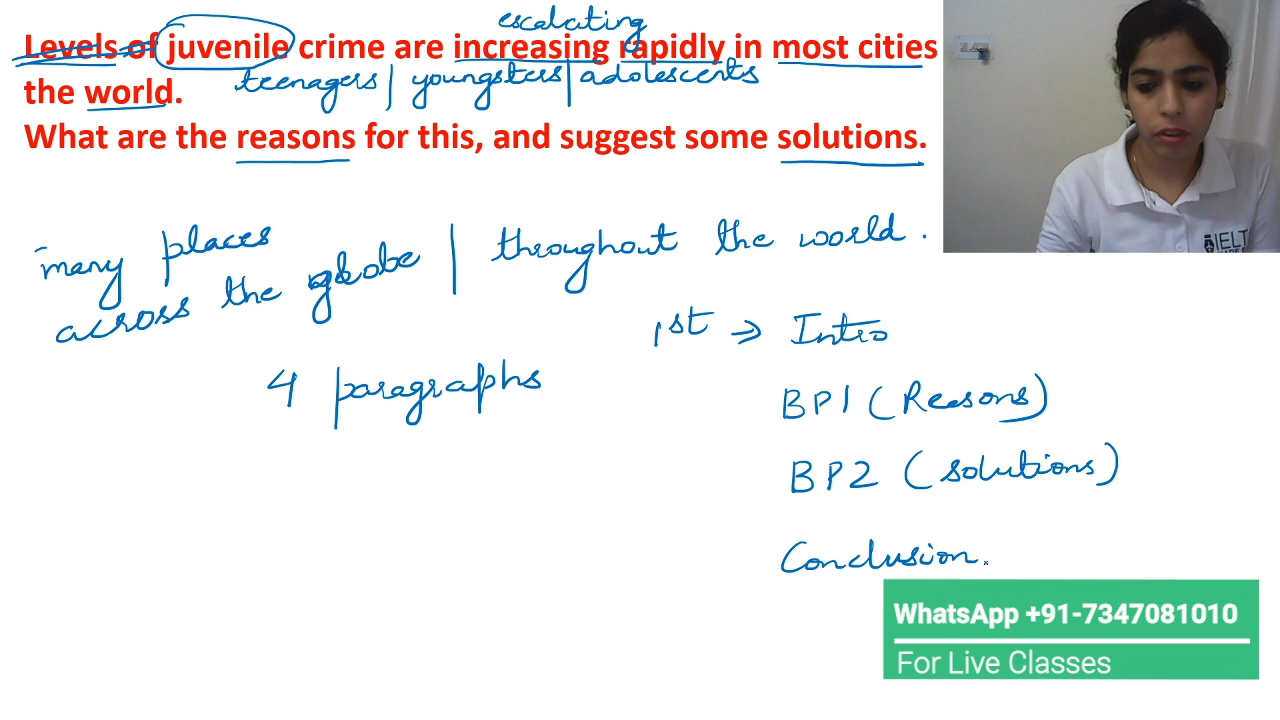 escalating
Levels of juvenile crime are increasing rapidly in most cities
teenagers | youngsters | adolescents
the world.
What are the reasons for this, and suggest some solutions.
many places
across the globe | throughout the world.
1st ⇒ Intro
4 paragraphs
BP1 (Reasons)
BP2 (solutions)
Conclusion.
WhatsApp +91-7347081010
For Live Classes
IELT